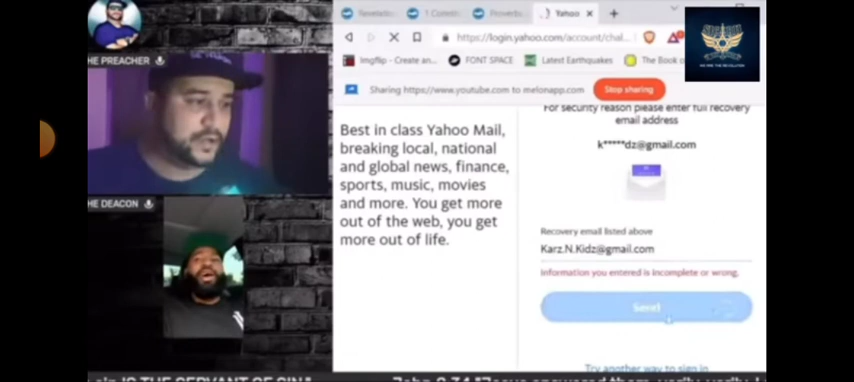 HE PREACHER
HE DEACON
Revelatio
1 Corint
Proverbs
Yahoo
https://login.yahoo.com/account/chal...
Imgflip - Create an...
FONT SPACE
Latest Earthquakes
The Book o
Sharing https://www.youtube.com to melonapp.com
Stop sharing
Best in class Yahoo Mail,
breaking local, national
and global news, finance,
sports, music, movies
and more. You get more
out of the web, you get
more out of life.
For security reason please enter full recovery
email address
k*****dz@gmail.com
Recovery email listed above
Karz.N.Kidz@gmail.com
Information you entered is incomplete or wrong.
Send
Try another way to sign in
IS THE SERVANT OF SIN."
John 8:34 "Jesus answered them, verily, verily, I